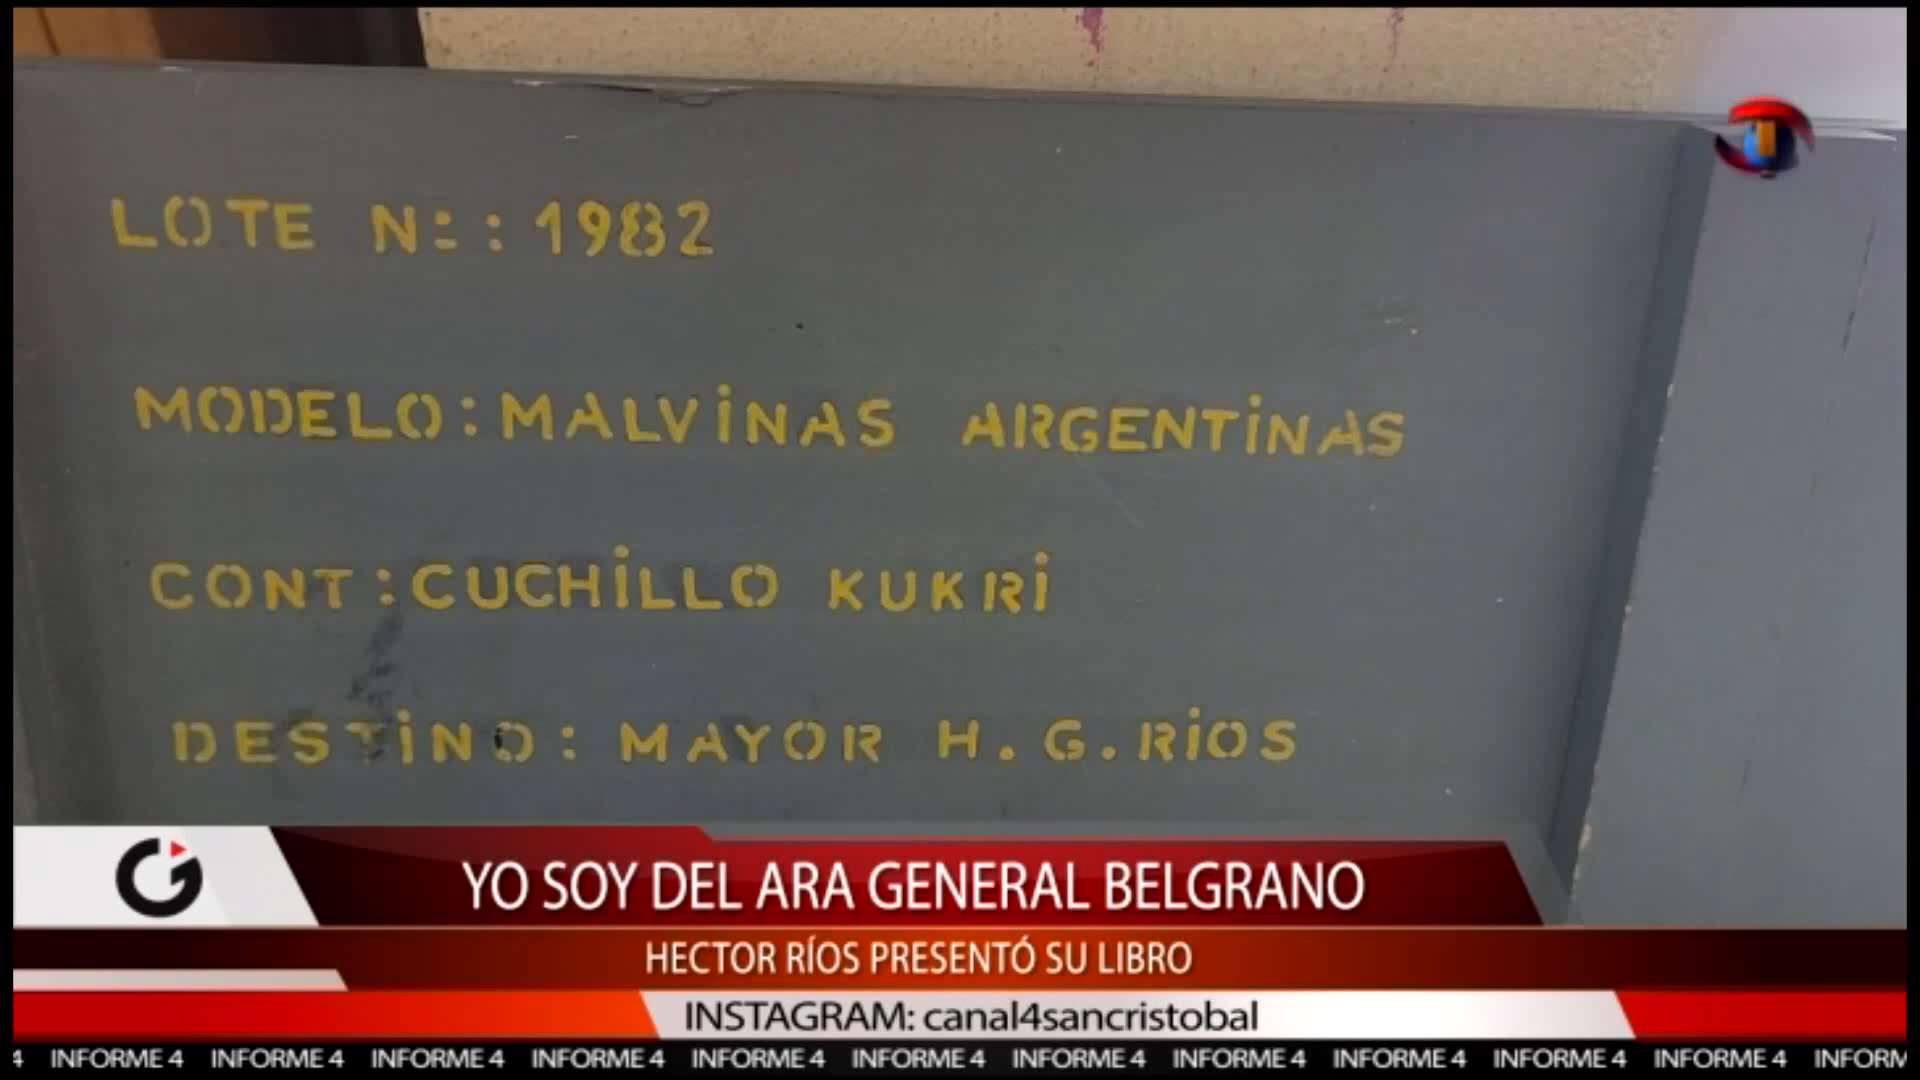 LOTE N:: 1982
MODELO: MALVINAS ARGENTINAS
CONT: CUCHILLO KUKRI
DESTINO: MAYOR H. G. RIOS
YO SOY DEL ARA GENERAL BELGRANO
HECTOR RÍOS PRESENTÓ SU LIBRO
INSTAGRAM: canal4sancristobal
4 INFORME 4 INFORME 4 INFORME 4 INFORME 4 INFORME 4 INFORME 4 INFORME 4 INFORME 4 INFORME 4 INFORME 4 INFORME 4 INFORM